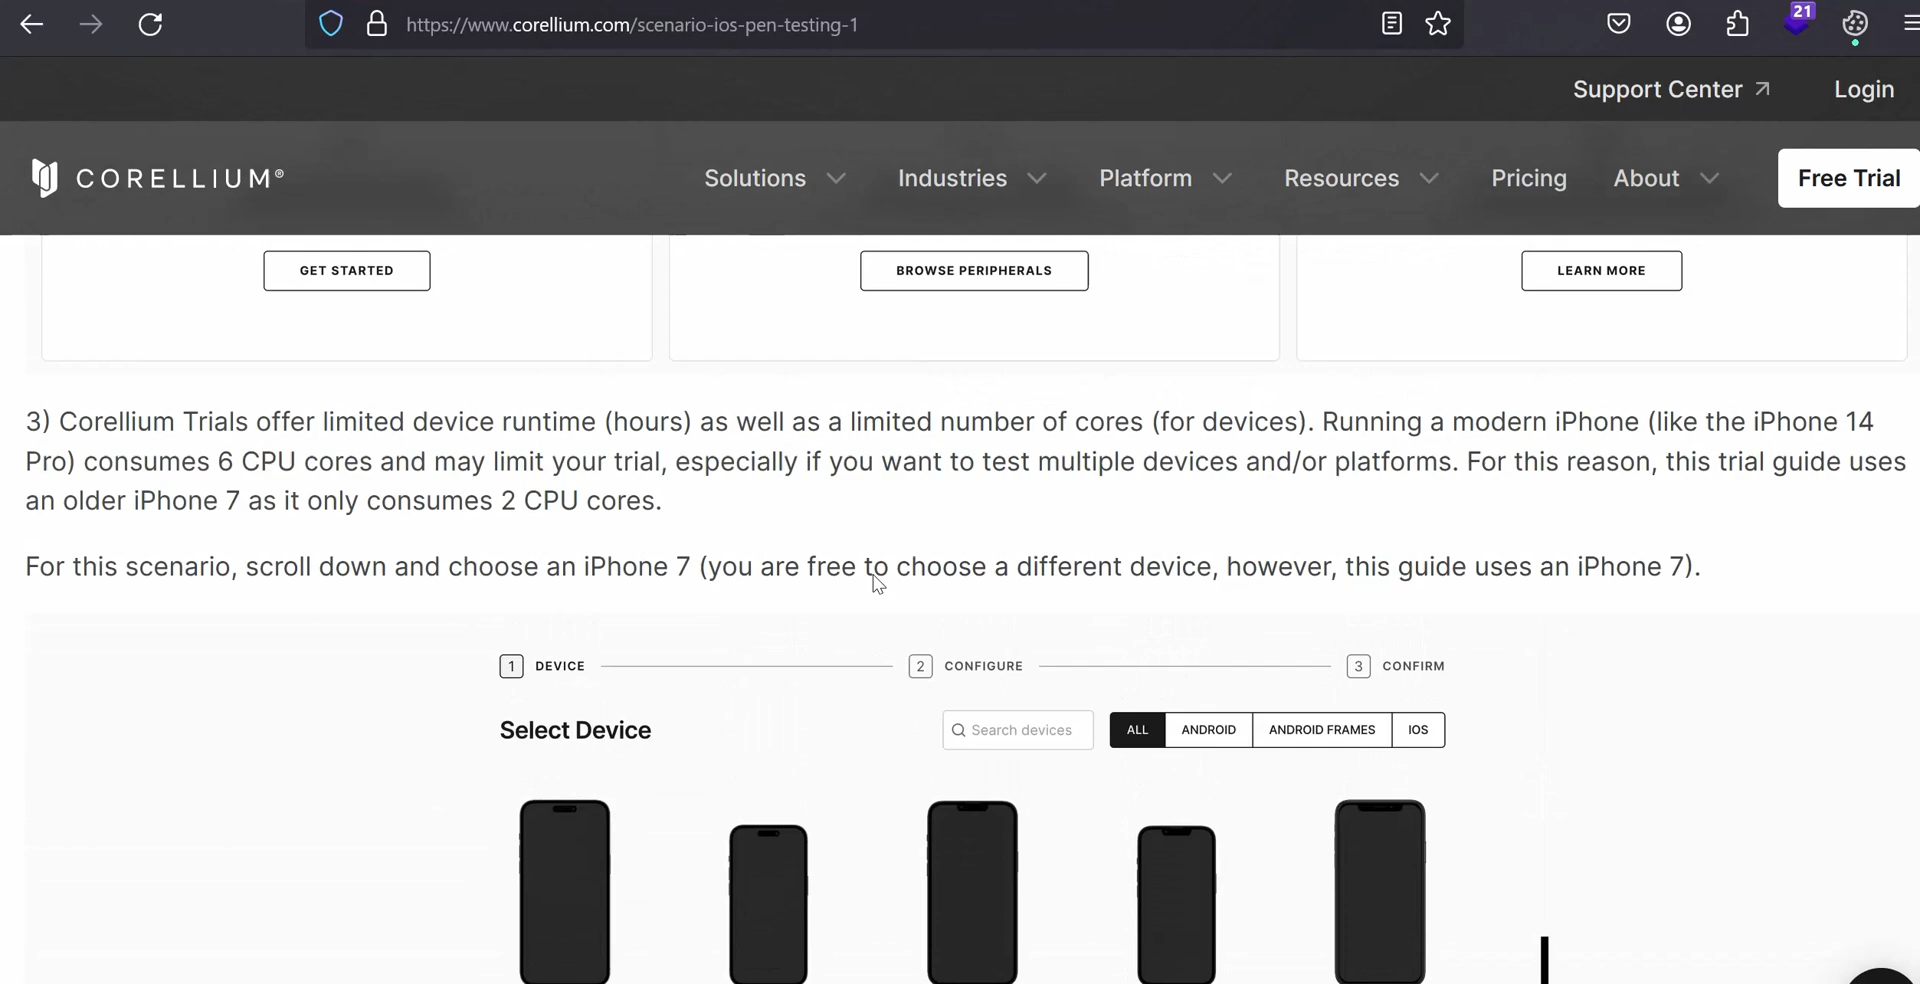 21
https://www.corellium.com/scenario-ios-pen-testing-1
Support Center Login
CORELLIUM® Solutions Industries Platform Resources Pricing About Free Trial
GET STARTED BROWSE PERIPHERALS LEARN MORE
3) Corellium Trials offer limited device runtime (hours) as well as a limited number of cores (for devices). Running a modern iPhone (like the iPhone 14
Pro) consumes 6 CPU cores and may limit your trial, especially if you want to test multiple devices and/or platforms. For this reason, this trial guide uses
an older iPhone 7 as it only consumes 2 CPU cores.
For this scenario, scroll down and choose an iPhone 7 (you are free to choose a different device, however, this guide uses an iPhone 7).
1 DEVICE 2 CONFIGURE 3 CONFIRM
Select Device Search devices ALL ANDROID ANDROID FRAMES IOS